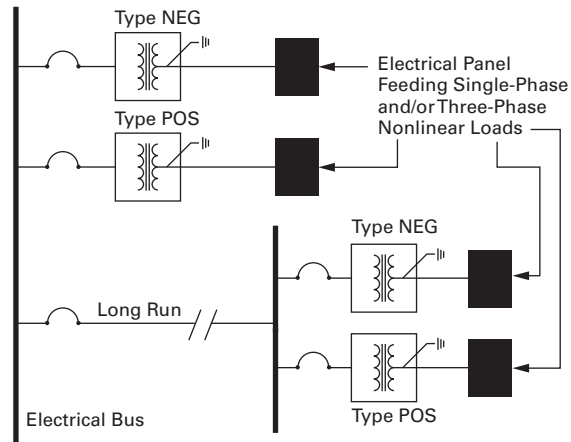 Type NEG
Electrical Panel
Feeding Single-Phase
and/or Three-Phase
Nonlinear Loads
Type POS
Type NEG
Long Run
Type POS
Electrical Bus